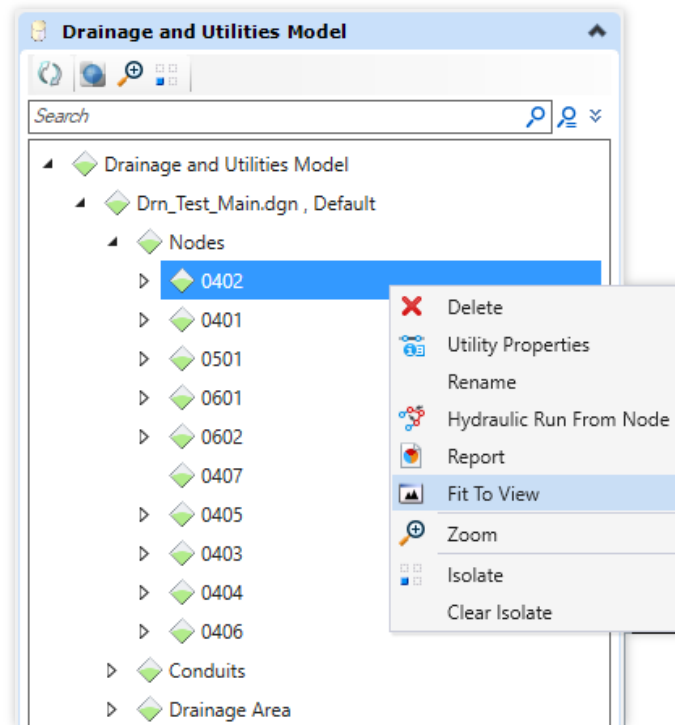 Drainage and Utilities Model
Search
Drainage and Utilities Model
Drn_Test_Main.dgn , Default
Nodes
0402
0401
0501
0601
0602
0407
0405
0403
0404
0406
Conduits
Drainage Area
Delete
Utility Properties
Rename
Hydraulic Run From Node
Report
Fit To View
Zoom
Isolate
Clear Isolate